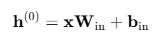 h⁽⁰⁾ = xW_in + b_in